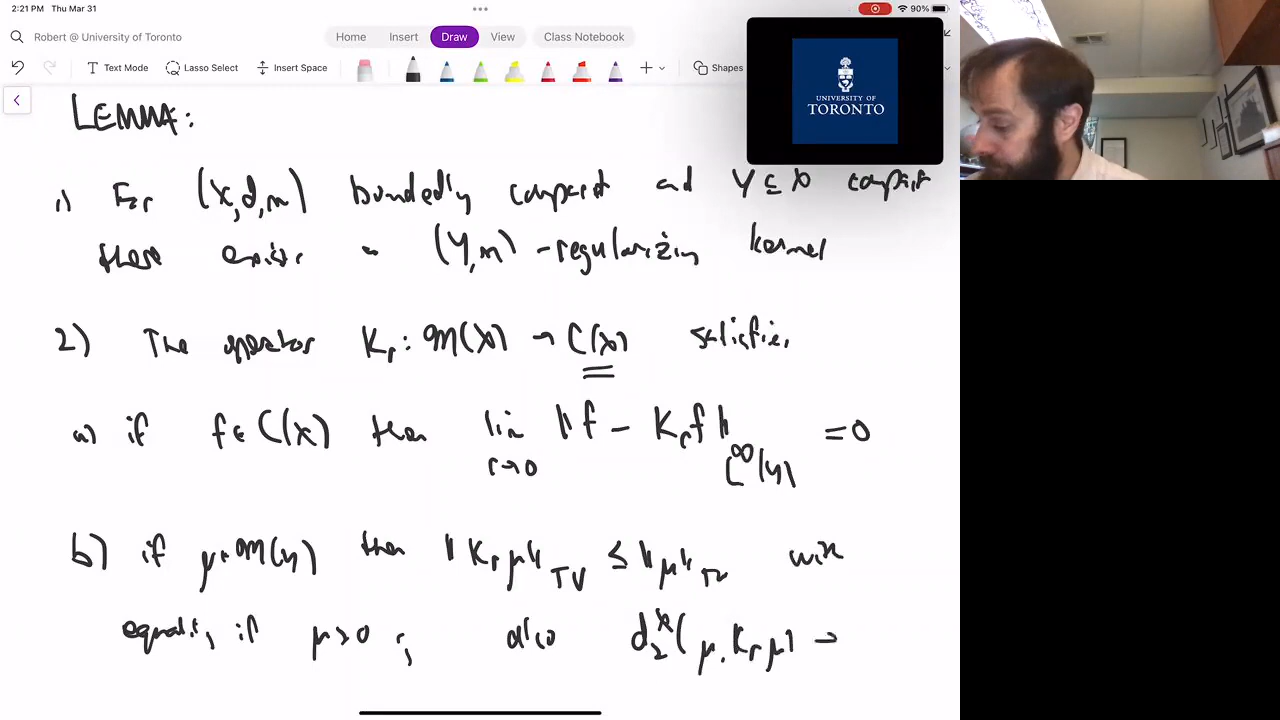 2:21 PM Thu Mar 31
90%
Robert @ University of Toronto
Home Insert Draw View Class Notebook
Text Mode Lasso Select Insert Space Shapes
UNIVERSITY OF
TORONTO
LEMMA:
1) For (X,d,m) boundedly compact and Y ⊆ X compact
there exists a (Y,m)-regularizing kernel
2) The operator K_r : M(X) → C(X) satisfies
a) if f ∈ C(X) then lim_{r→0} ‖f - K_r f‖_{L^∞(Y)} = 0
b) if μ ∈ M(Y) then ‖K_r μ‖_{TV} ≤ ‖μ‖_{TV} with
equality if μ > 0 ; also d_2^X(μ, K_r μ) →